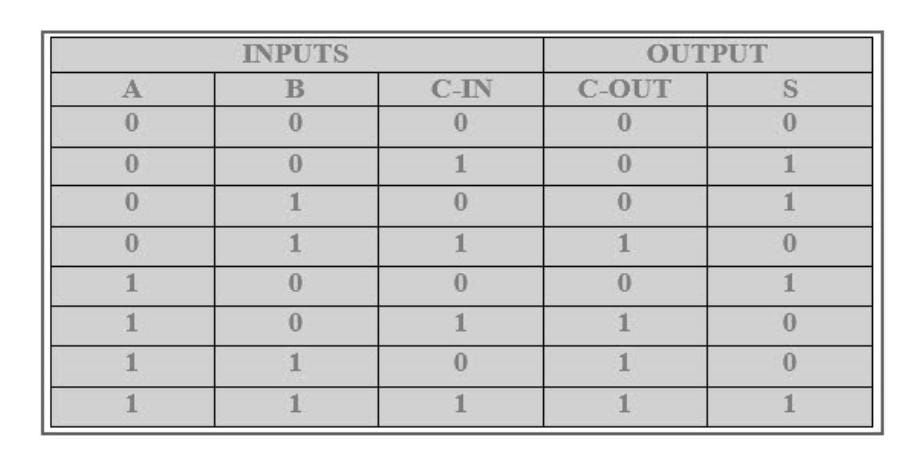 INPUTS OUTPUT
A B C-IN C-OUT S
0 0 0 0 0
0 0 1 0 1
0 1 0 0 1
0 1 1 1 0
1 0 0 0 1
1 0 1 1 0
1 1 0 1 0
1 1 1 1 1